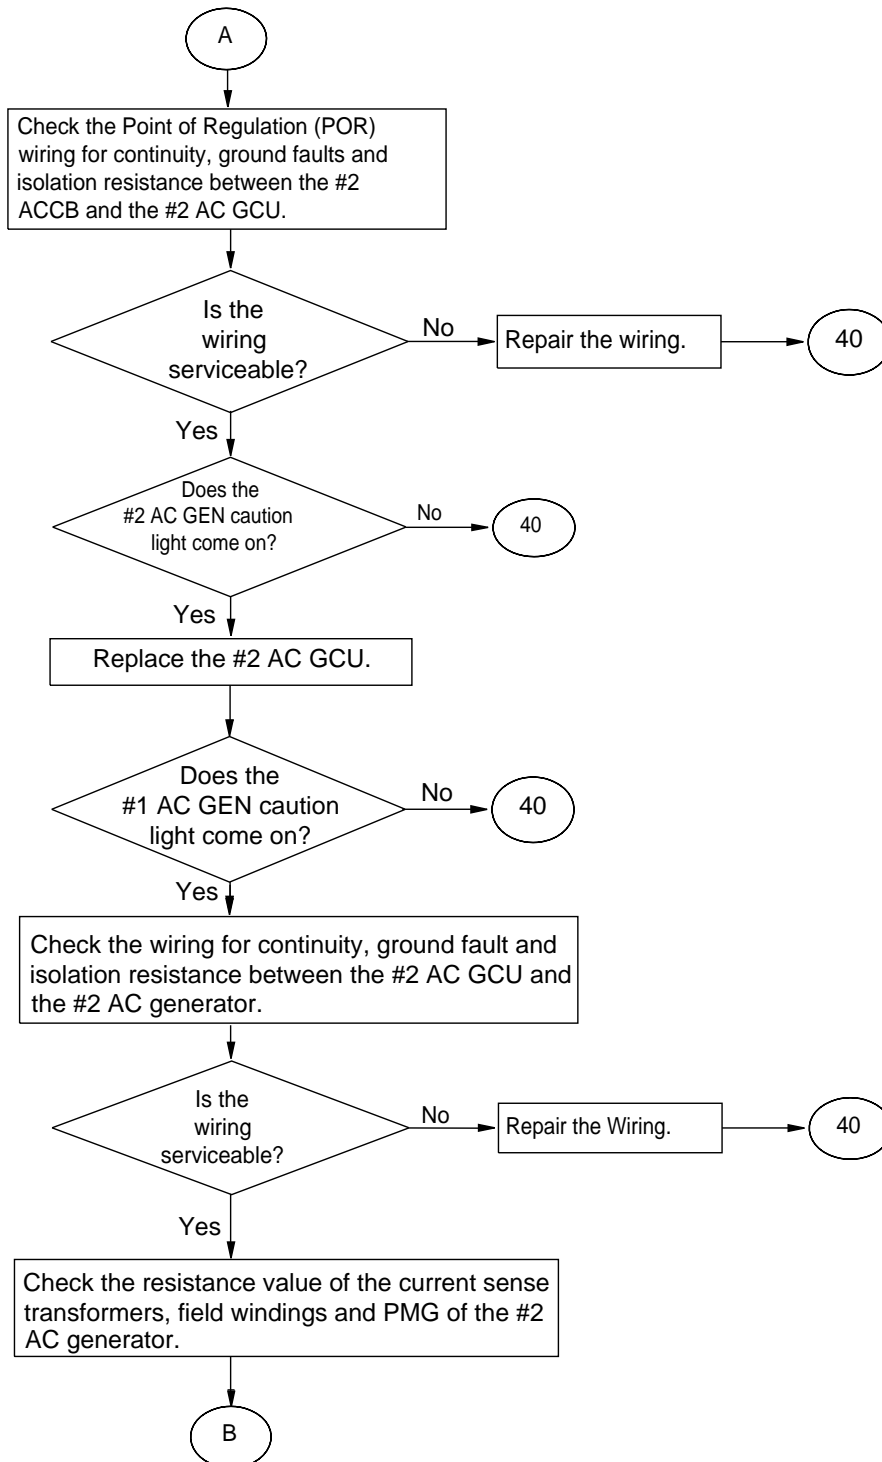 A
Check the Point of Regulation (POR)
wiring for continuity, ground faults and
isolation resistance between the #2
ACCB and the #2 AC GCU.
Is the
wiring
serviceable?
No
Repair the wiring.
40
Yes
Does the
#2 AC GEN caution
light come on?
No
40
Yes
Replace the #2 AC GCU.
Does the
#1 AC GEN caution
light come on?
No
40
Yes
Check the wiring for continuity, ground fault and
isolation resistance between the #2 AC GCU and
the #2 AC generator.
Is the
wiring
serviceable?
No
Repair the Wiring.
40
Yes
Check the resistance value of the current sense
transformers, field windings and PMG of the #2
AC generator.
B